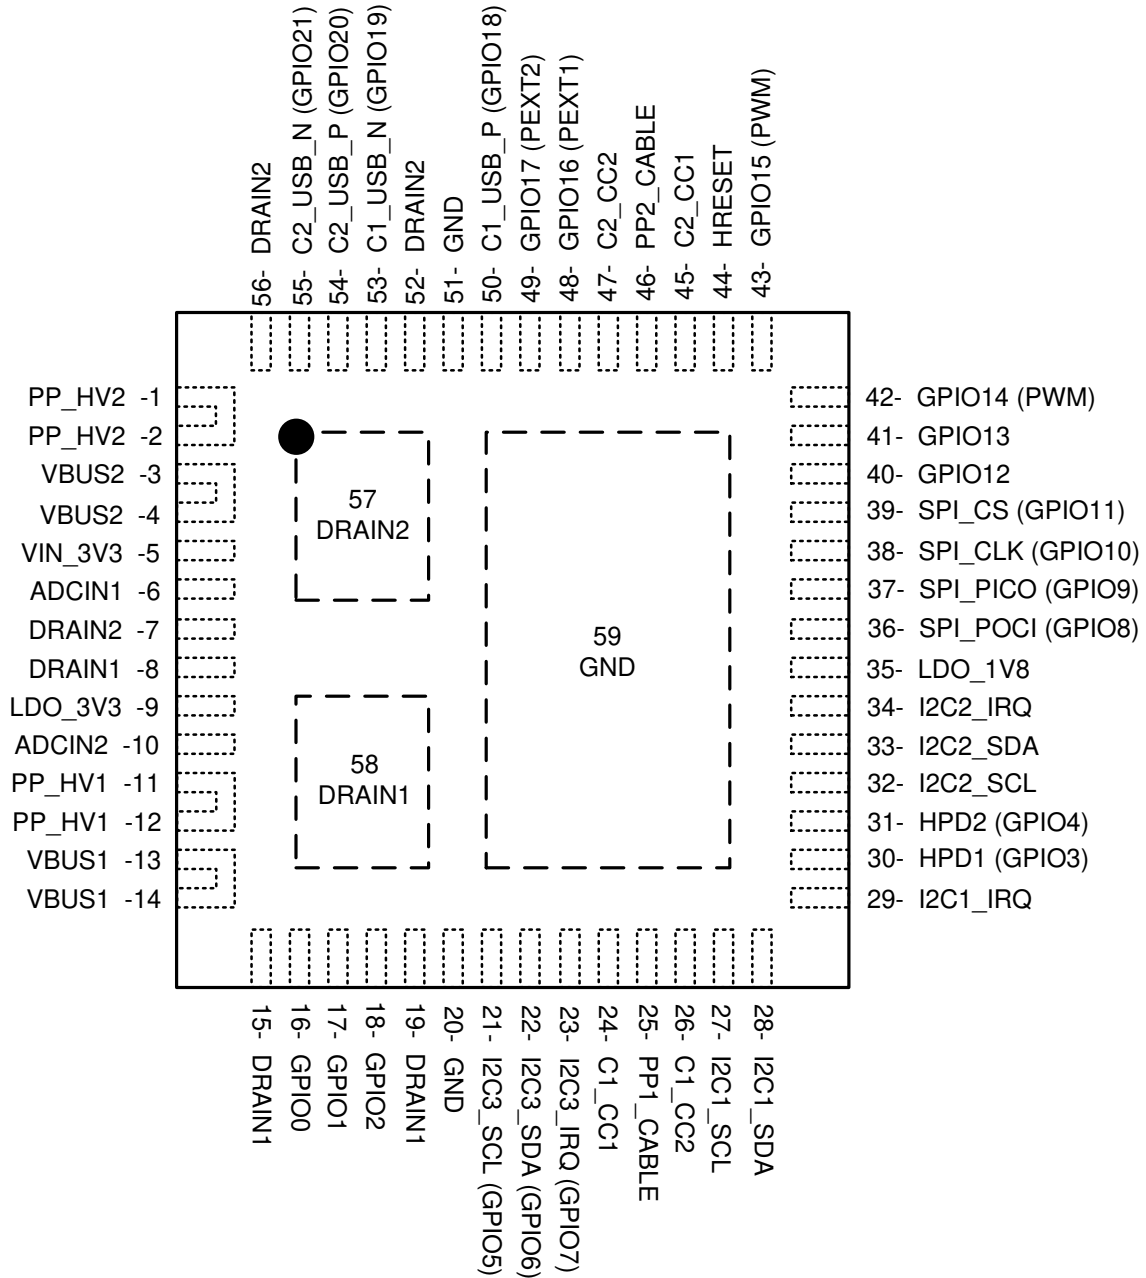 56- DRAIN2
55- C2_USB_N (GPIO21)
54- C2_USB_P (GPIO20)
53- C1_USB_N (GPIO19)
52- DRAIN2
51- GND
50- C1_USB_P (GPIO18)
49- GPIO17 (PEXT2)
48- GPIO16 (PEXT1)
47- C2_CC2
46- PP2_CABLE
45- C2_CC1
44- HRESET
43- GPIO15 (PWM)
PP_HV2 -1
PP_HV2 -2
VBUS2 -3
VBUS2 -4
VIN_3V3 -5
ADCIN1 -6
DRAIN2 -7
DRAIN1 -8
LDO_3V3 -9
ADCIN2 -10
PP_HV1 -11
PP_HV1 -12
VBUS1 -13
VBUS1 -14
57
DRAIN2
58
DRAIN1
59
GND
42- GPIO14 (PWM)
41- GPIO13
40- GPIO12
39- SPI_CS (GPIO11)
38- SPI_CLK (GPIO10)
37- SPI_PICO (GPIO9)
36- SPI_POCI (GPIO8)
35- LDO_1V8
34- I2C2_IRQ
33- I2C2_SDA
32- I2C2_SCL
31- HPD2 (GPIO4)
30- HPD1 (GPIO3)
29- I2C1_IRQ
15- DRAIN1
16- GPIO0
17- GPIO1
18- GPIO2
19- DRAIN1
20- GND
21- I2C3_SCL (GPIO5)
22- I2C3_SDA (GPIO6)
23- I2C3_IRQ (GPIO7)
24- C1_CC1
25- PP1_CABLE
26- C1_CC2
27- I2C1_SCL
28- I2C1_SDA